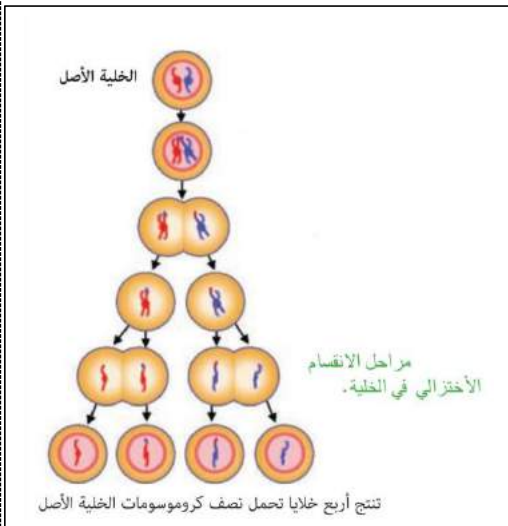 الخلية الأصل
مراحل الانقسام
الأختزالي في الخلية.
تنتج أربع خلايا تحمل نصف كروموسومات الخلية الأصل